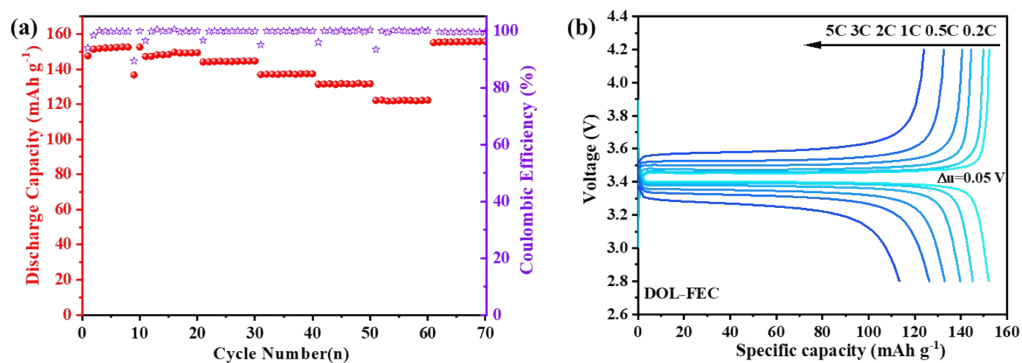 (a)
Discharge Capacity (mAh g⁻¹)
160
140
120
100
80
60
40
20
0
0 10 20 30 40 50 60 70
Cycle Number(n)
100
80
60
40
20
0
Coulombic Efficiency (%)
(b)
Voltage (V)
4.4
4.2
4.0
3.8
3.6
3.4
3.2
3.0
2.8
2.6
5C 3C 2C 1C 0.5C 0.2C
Δu=0.05 V
DOL-FEC
0 20 40 60 80 100 120 140 160
Specific capacity (mAh g⁻¹)